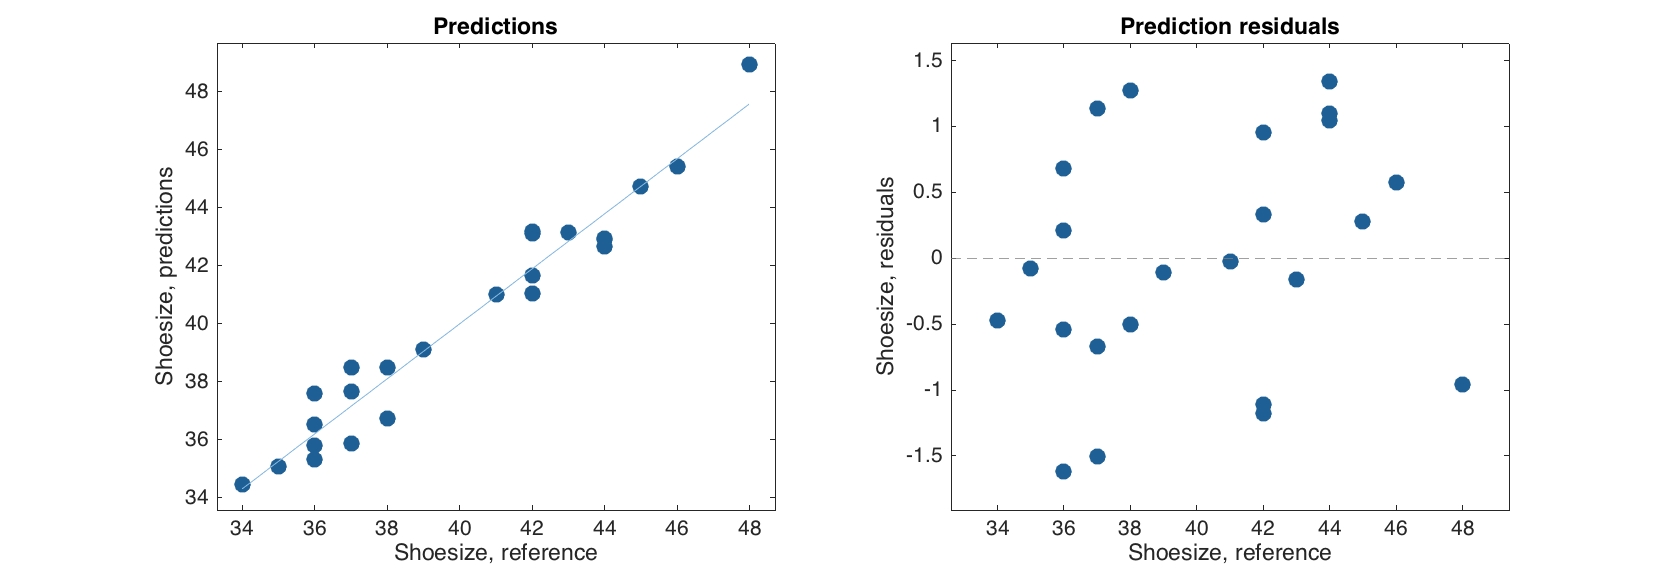 Predictions
48
46
44
42
40
38
36
34
Shoesize, predictions
34 36 38 40 42 44 46 48
Shoesize, reference
Prediction residuals
1.5
1
0.5
0
-0.5
-1
-1.5
Shoesize, residuals
34 36 38 40 42 44 46 48
Shoesize, reference